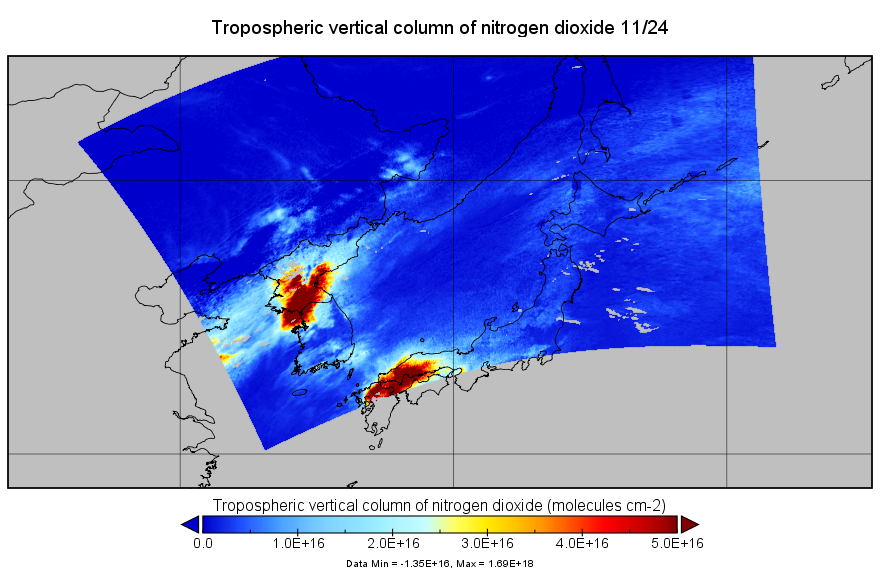 Tropospheric vertical column of nitrogen dioxide 11/24
Tropospheric vertical column of nitrogen dioxide (molecules cm-2)
0.0 1.0E+16 2.0E+16 3.0E+16 4.0E+16 5.0E+16
Data Min = -1.35E+16, Max = 1.69E+18